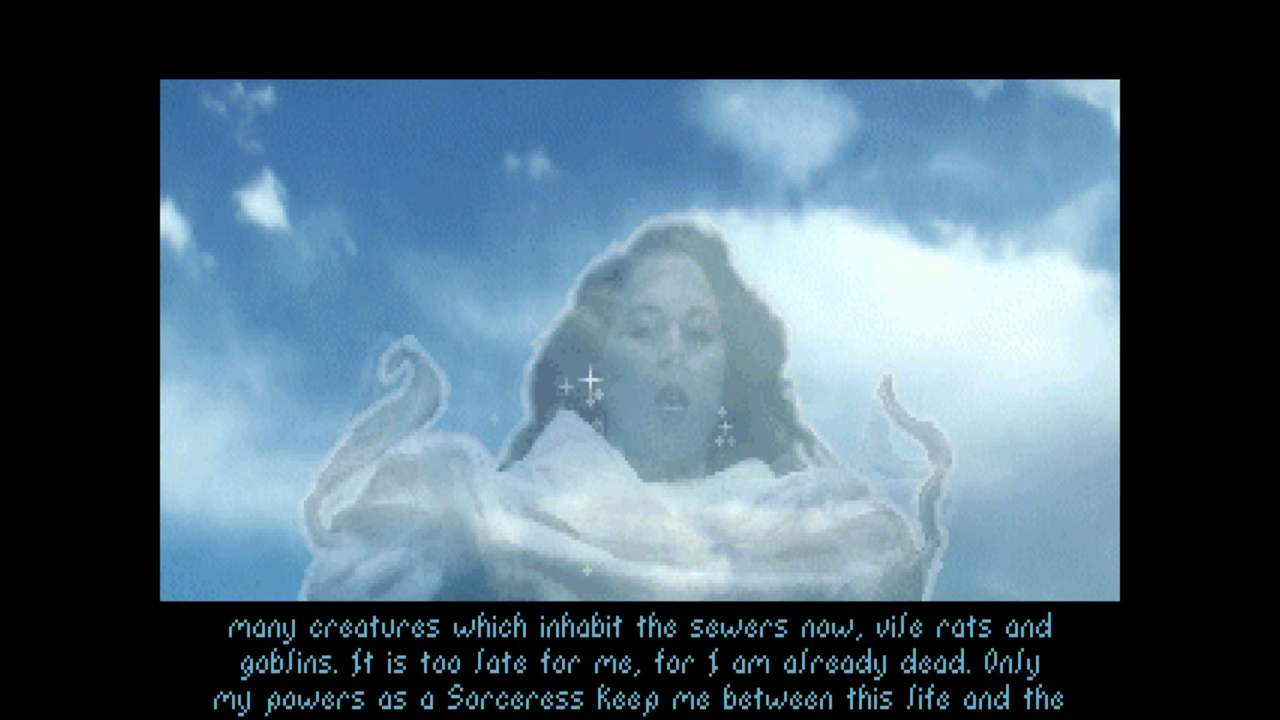 many creatures which inhabit the sewers now, vile rats and
goblins. It is too late for me, for I am already dead. Only
my powers as a Sorceress keep me between this life and the